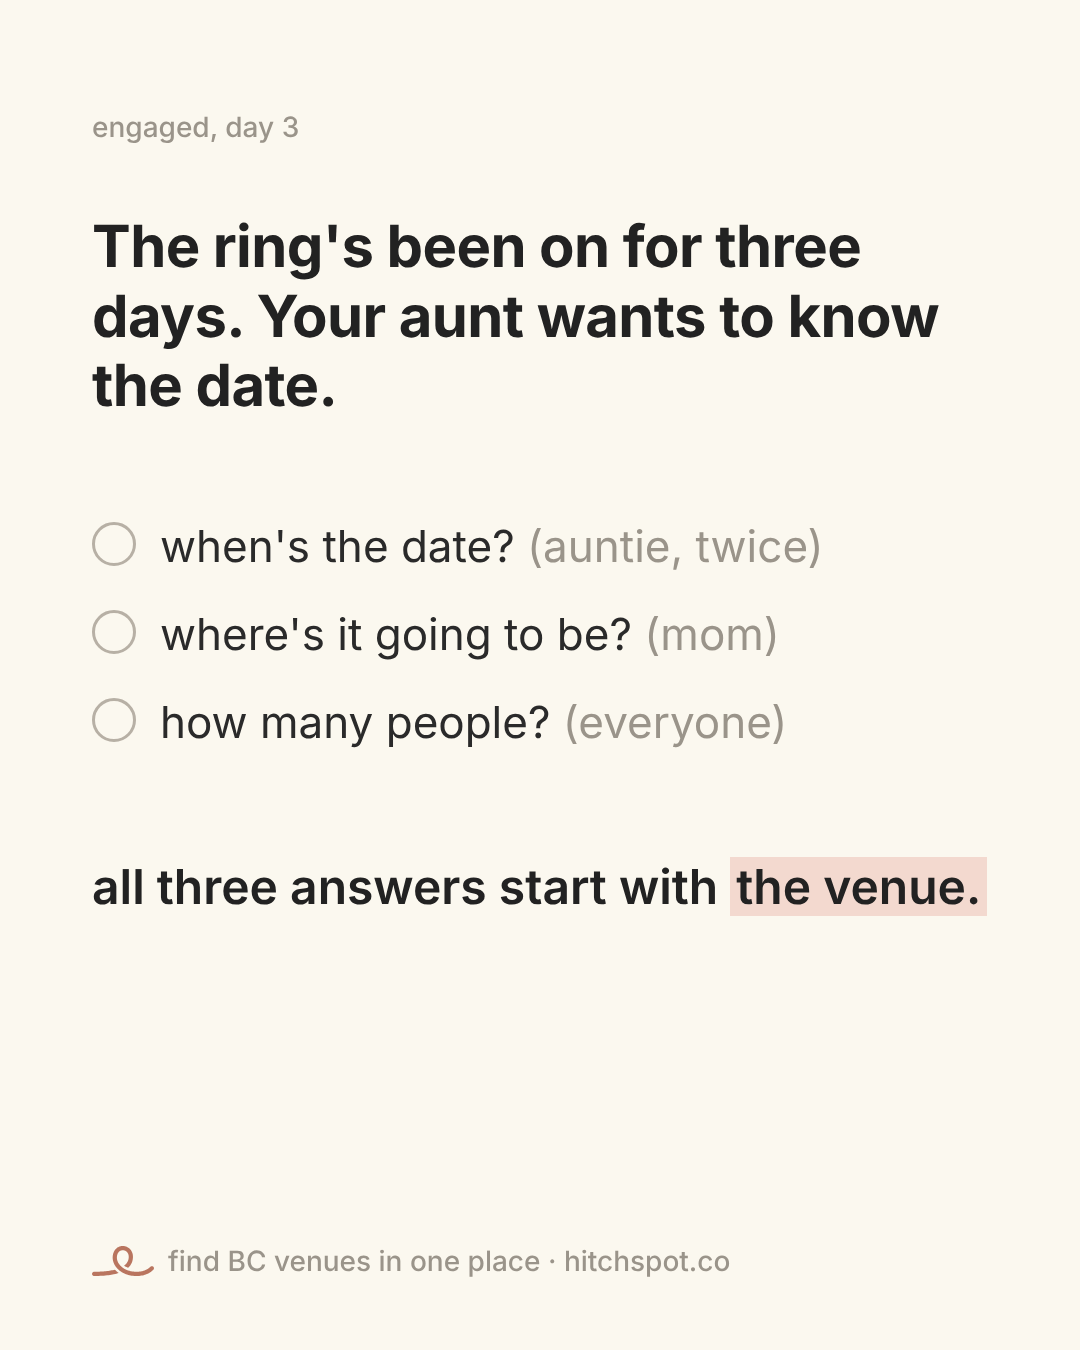 engaged, day 3
The ring's been on for three
days. Your aunt wants to know
the date.
when's the date? (auntie, twice)
where's it going to be? (mom)
how many people? (everyone)
all three answers start with the venue.
find BC venues in one place · hitchspot.co